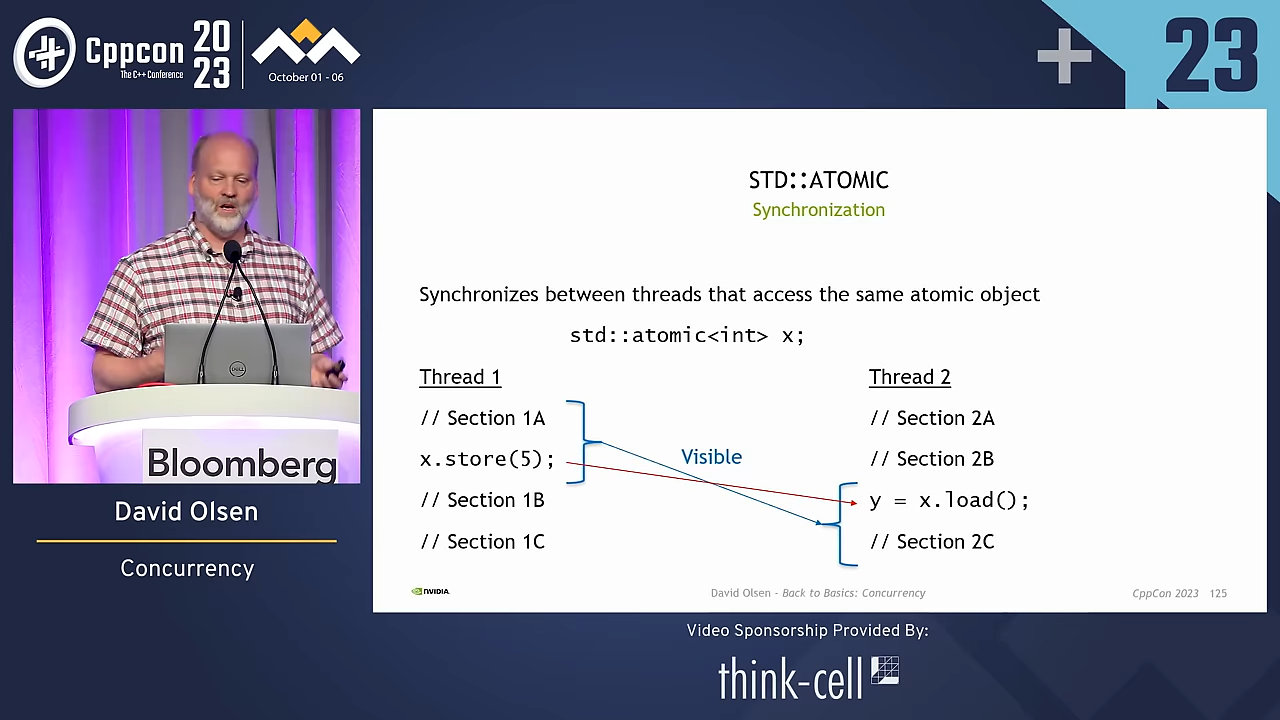 Cppcon
The C++ Conference
20
23
October 01 - 06
23
DELL
Bloomberg
David Olsen
Concurrency
STD::ATOMIC
Synchronization
Synchronizes between threads that access the same atomic object
std::atomic<int> x;
Thread 1
Thread 2
// Section 1A
// Section 2A
x.store(5);
Visible
// Section 2B
// Section 1B
y = x.load();
// Section 1C
// Section 2C
NVIDIA.
David Olsen - Back to Basics: Concurrency
CppCon 2023 125
Video Sponsorship Provided By:
think-cell